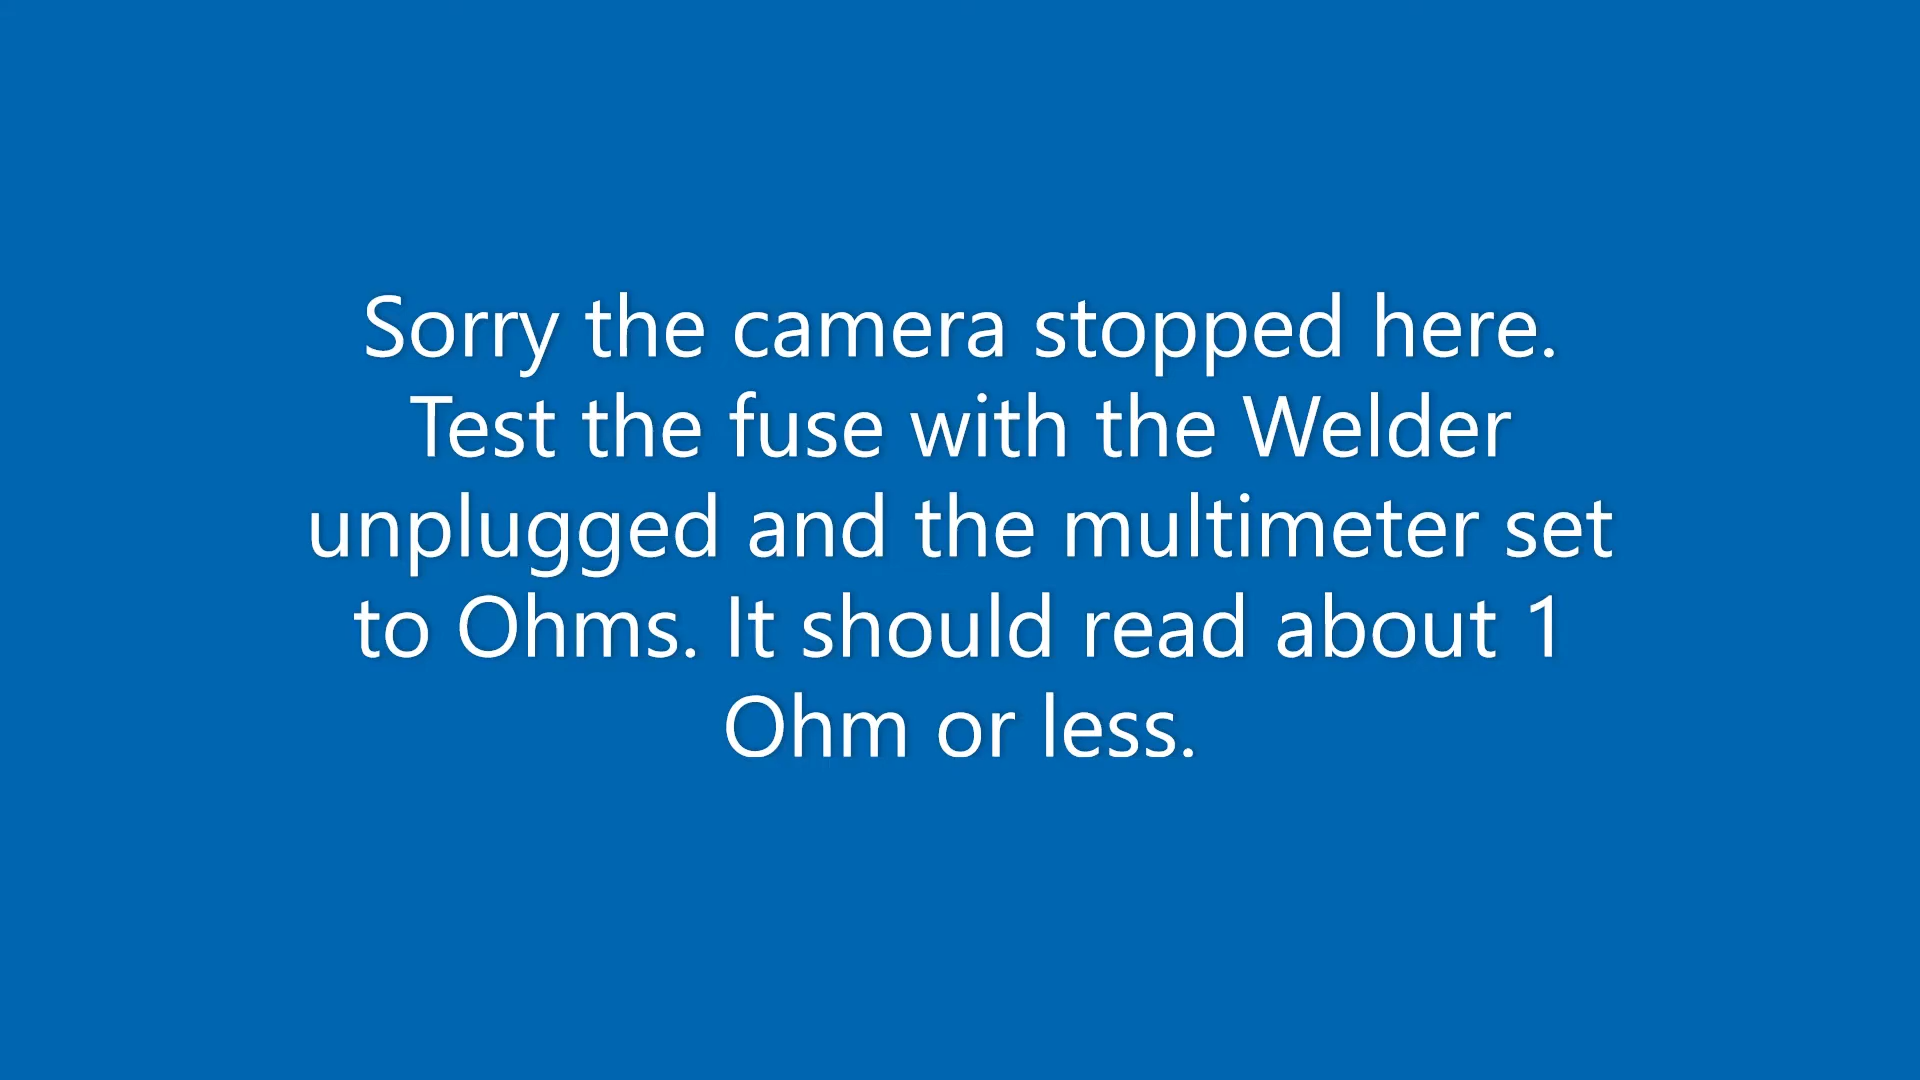 Sorry the camera stopped here.
Test the fuse with the Welder
unplugged and the multimeter set
to Ohms. It should read about 1
Ohm or less.